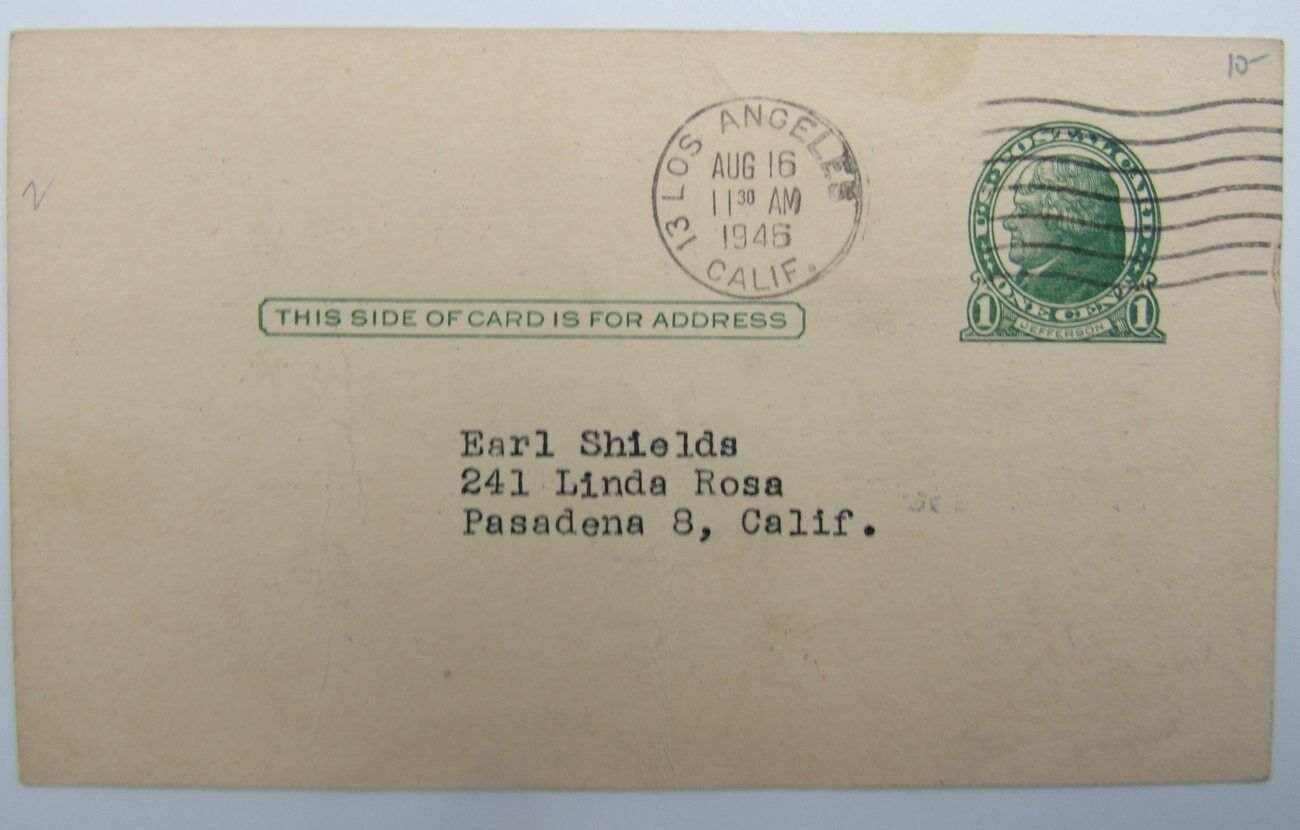 10-
13 LOS ANGELES
AUG 16
11 30 AM
1946
CALIF.
U·S·POSTAL CARD
ONE CENT
1 JEFFERSON 1
THIS SIDE OF CARD IS FOR ADDRESS
Earl Shields
241 Linda Rosa
Pasadena 8, Calif.